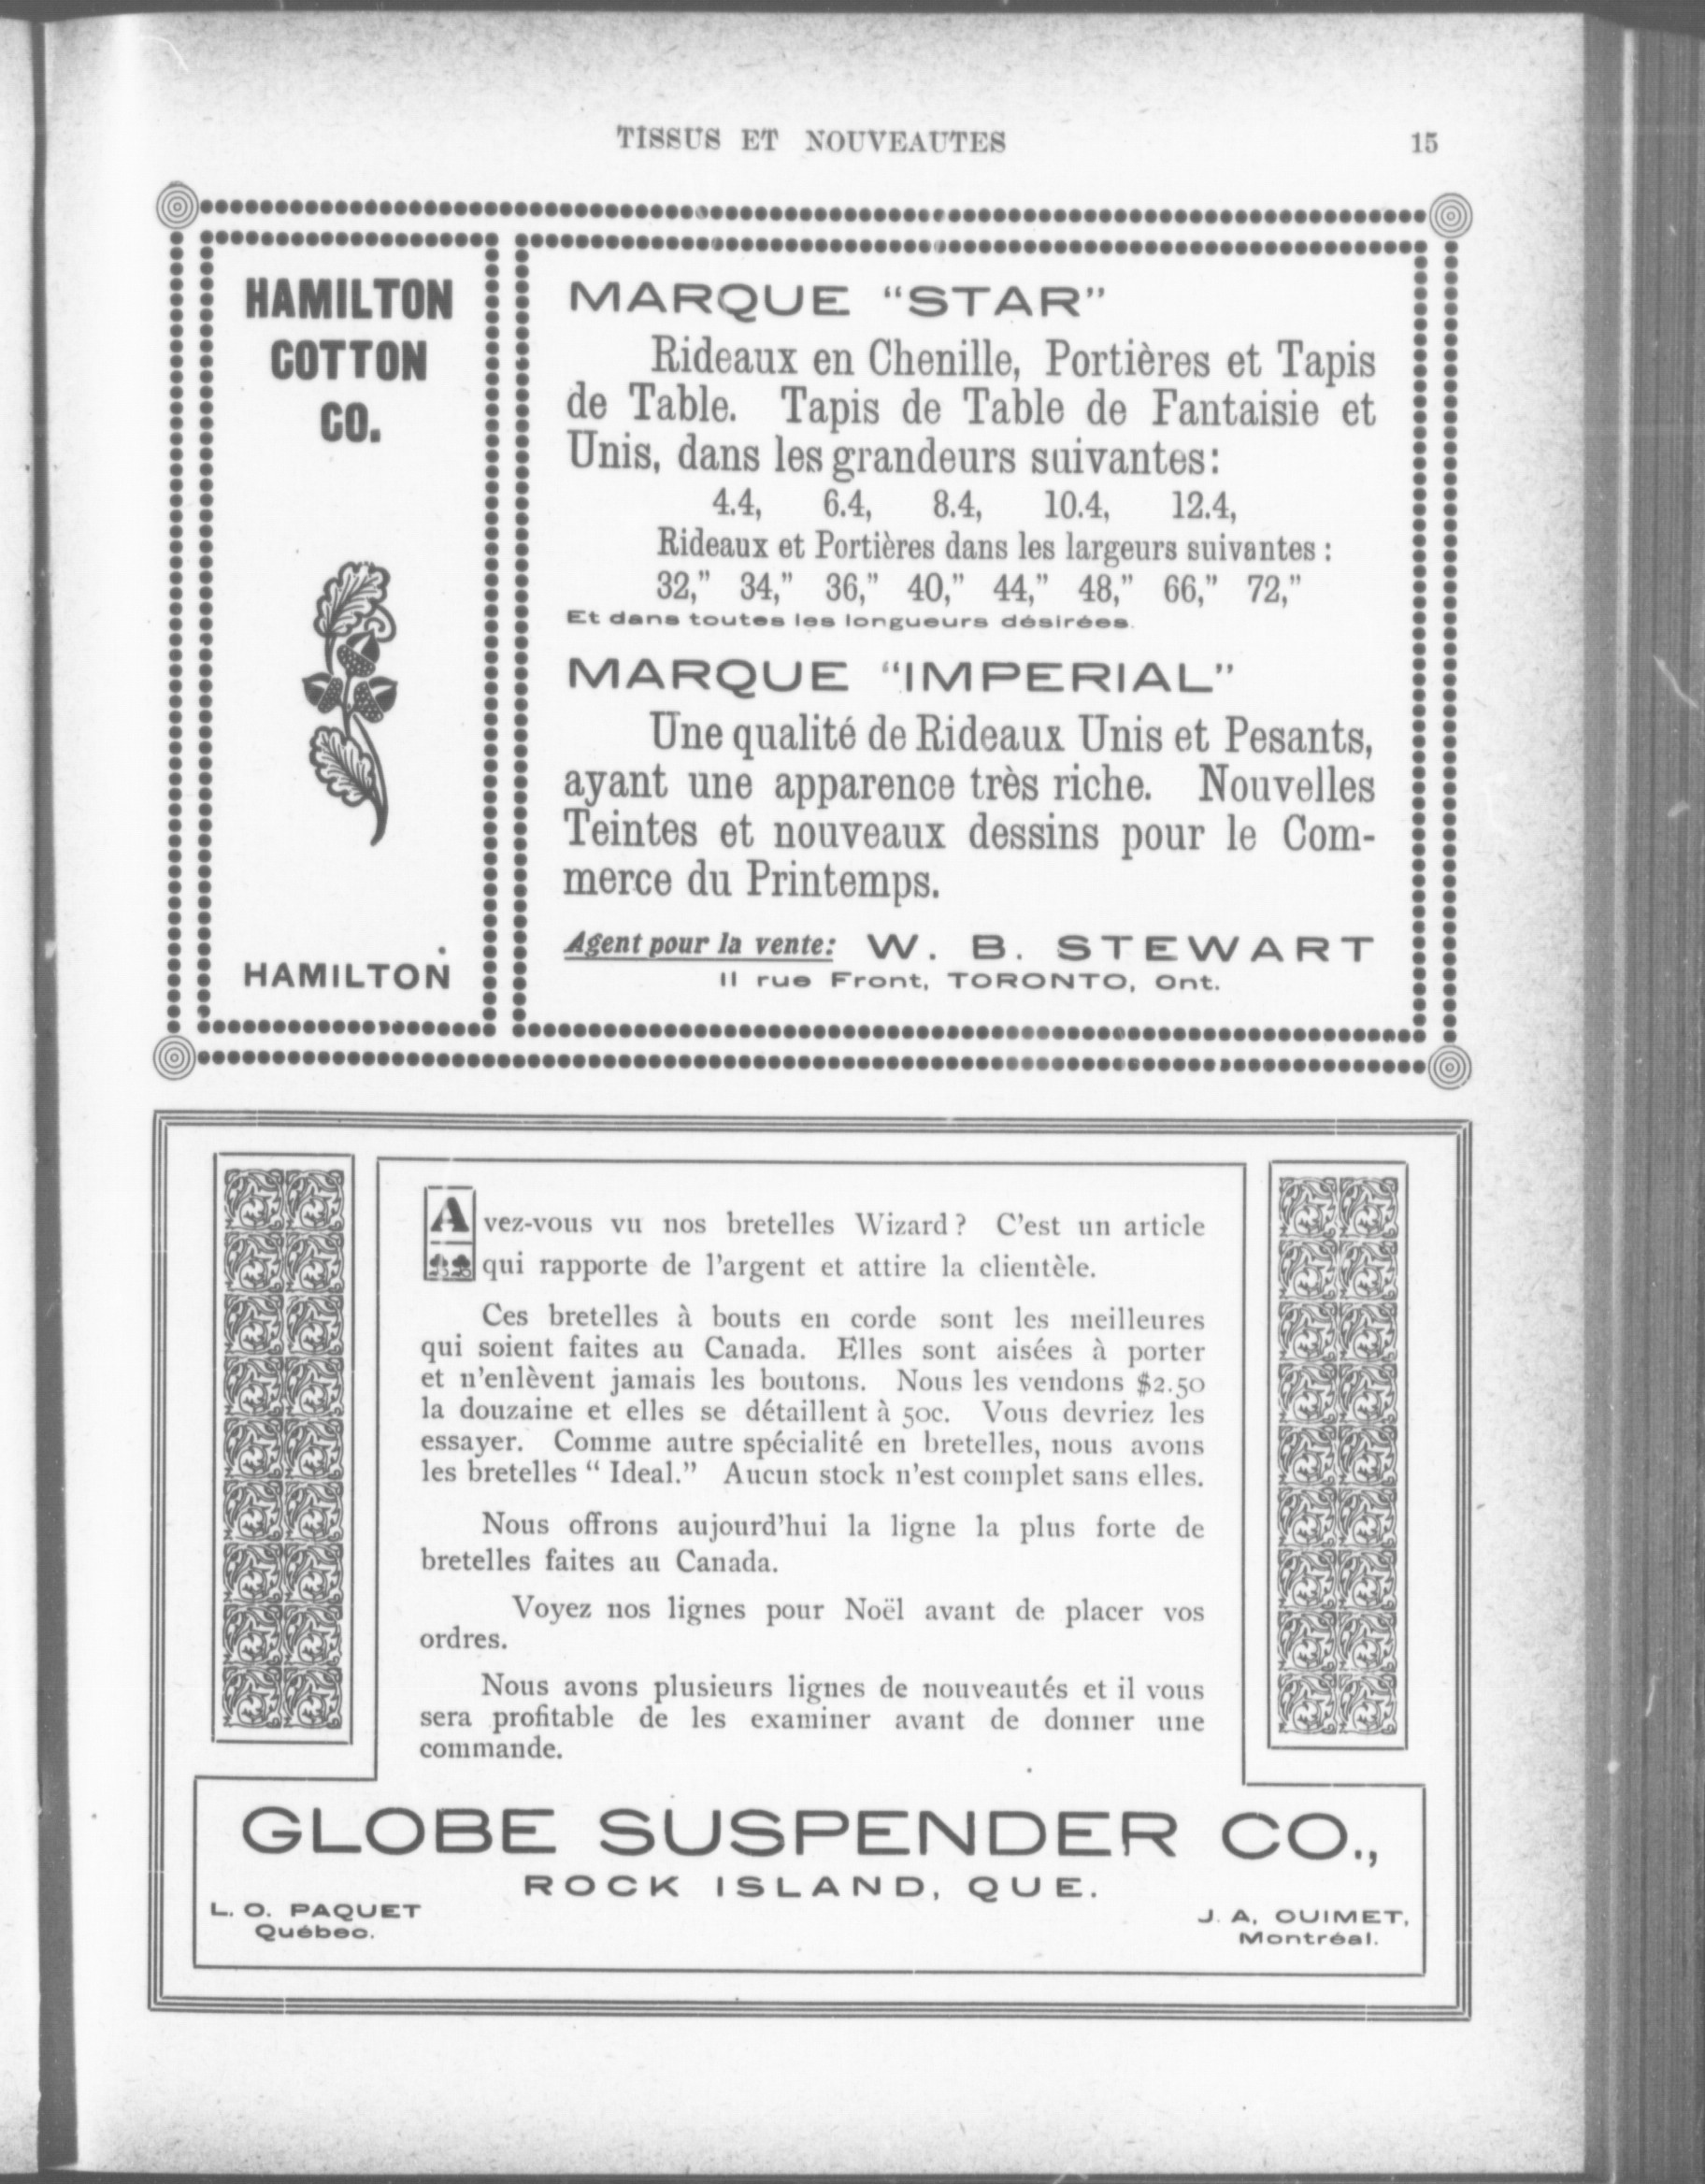 TISSUS ET NOUVEAUTES 15
HAMILTON
COTTON
CO.
HAMILTON
MARQUE “STAR”
Rideaux en Chenille, Portières et Tapis
de Table. Tapis de Table de Fantaisie et
Unis, dans les grandeurs suivantes:
4.4, 6.4, 8.4, 10.4, 12.4,
Rideaux et Portières dans les largeurs suivantes :
32,” 34,” 36,” 40,” 44,” 48,” 66,” 72,”
Et dans toutes les longueurs désirées.
MARQUE “IMPERIAL”
Une qualité de Rideaux Unis et Pesants,
ayant une apparence très riche. Nouvelles
Teintes et nouveaux dessins pour le Com-
merce du Printemps.
Agent pour la vente: W. B. STEWART
11 rue Front, TORONTO, Ont.
Avez-vous vu nos bretelles Wizard ? C’est un article
qui rapporte de l’argent et attire la clientèle.
Ces bretelles à bouts en corde sont les meilleures
qui soient faites au Canada. Elles sont aisées à porter
et n’enlèvent jamais les boutons. Nous les vendons $2.50
la douzaine et elles se détaillent à 50c. Vous devriez les
essayer. Comme autre spécialité en bretelles, nous avons
les bretelles “ Ideal.” Aucun stock n’est complet sans elles.
Nous offrons aujourd’hui la ligne la plus forte de
bretelles faites au Canada.
Voyez nos lignes pour Noël avant de placer vos
ordres.
Nous avons plusieurs lignes de nouveautés et il vous
sera profitable de les examiner avant de donner une
commande.
GLOBE SUSPENDER CO.,
ROCK ISLAND, QUE.
L. O. PAQUET
Québec.
J. A. OUIMET,
Montréal.